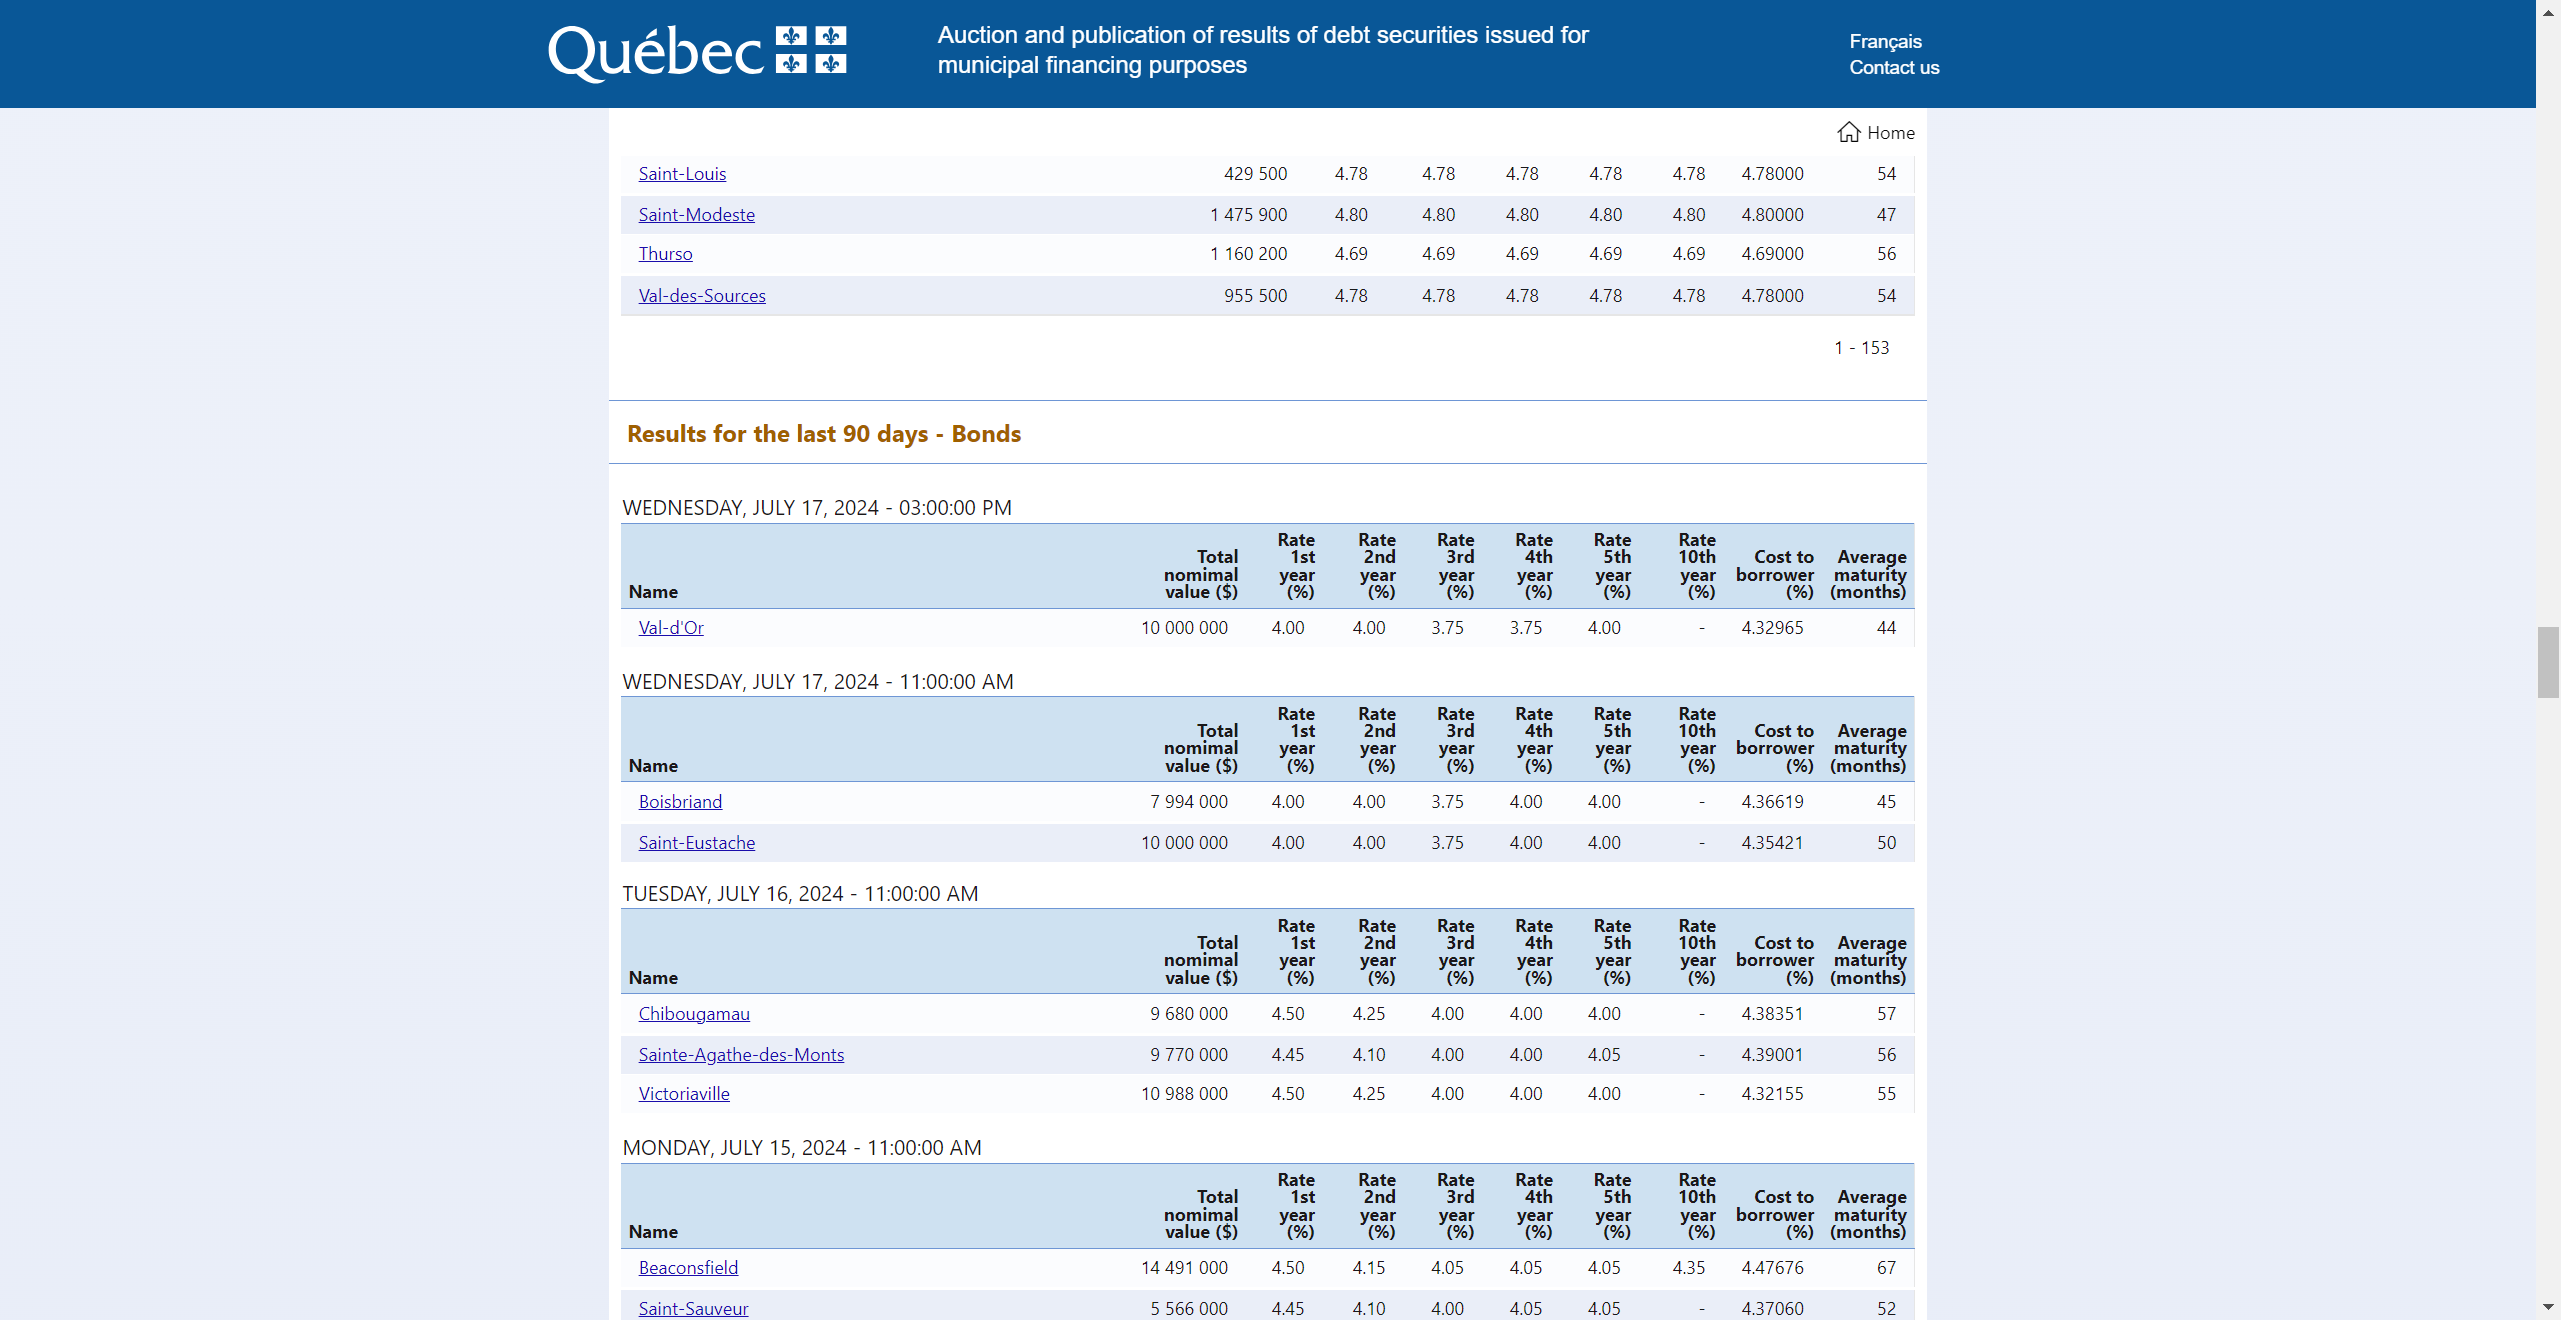 Québec
Auction and publication of results of debt securities issued for
municipal financing purposes
Français
Contact us
Home
Saint-Louis 429 500 4.78 4.78 4.78 4.78 4.78 4.78000 54
Saint-Modeste 1 475 900 4.80 4.80 4.80 4.80 4.80 4.80000 47
Thurso 1 160 200 4.69 4.69 4.69 4.69 4.69 4.69000 56
Val-des-Sources 955 500 4.78 4.78 4.78 4.78 4.78 4.78000 54
1 - 153
Results for the last 90 days - Bonds
WEDNESDAY, JULY 17, 2024 - 03:00:00 PM
Name Total nomimal value ($) Rate 1st year (%) Rate 2nd year (%) Rate 3rd year (%) Rate 4th year (%) Rate 5th year (%) Rate 10th year (%) Cost to borrower (%) Average maturity (months)
Val-d'Or 10 000 000 4.00 4.00 3.75 3.75 4.00 - 4.32965 44
WEDNESDAY, JULY 17, 2024 - 11:00:00 AM
Name Total nomimal value ($) Rate 1st year (%) Rate 2nd year (%) Rate 3rd year (%) Rate 4th year (%) Rate 5th year (%) Rate 10th year (%) Cost to borrower (%) Average maturity (months)
Boisbriand 7 994 000 4.00 4.00 3.75 4.00 4.00 - 4.36619 45
Saint-Eustache 10 000 000 4.00 4.00 3.75 4.00 4.00 - 4.35421 50
TUESDAY, JULY 16, 2024 - 11:00:00 AM
Name Total nomimal value ($) Rate 1st year (%) Rate 2nd year (%) Rate 3rd year (%) Rate 4th year (%) Rate 5th year (%) Rate 10th year (%) Cost to borrower (%) Average maturity (months)
Chibougamau 9 680 000 4.50 4.25 4.00 4.00 4.00 - 4.38351 57
Sainte-Agathe-des-Monts 9 770 000 4.45 4.10 4.00 4.00 4.05 - 4.39001 56
Victoriaville 10 988 000 4.50 4.25 4.00 4.00 4.00 - 4.32155 55
MONDAY, JULY 15, 2024 - 11:00:00 AM
Name Total nomimal value ($) Rate 1st year (%) Rate 2nd year (%) Rate 3rd year (%) Rate 4th year (%) Rate 5th year (%) Rate 10th year (%) Cost to borrower (%) Average maturity (months)
Beaconsfield 14 491 000 4.50 4.15 4.05 4.05 4.05 4.35 4.47676 67
Saint-Sauveur 5 566 000 4.45 4.10 4.00 4.05 4.05 - 4.37060 52